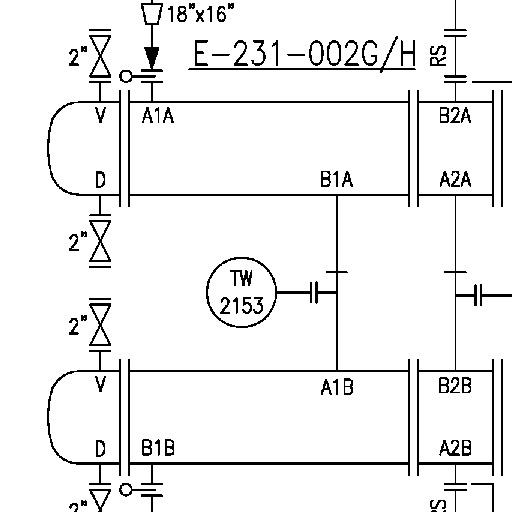 18"x16"
2"
E-231-002G/H
RS
V
A1A
B2A
D
B1A
A2A
2"
TW
2153
2"
V
A1B
B2B
D
B1B
A2B
2"
RS